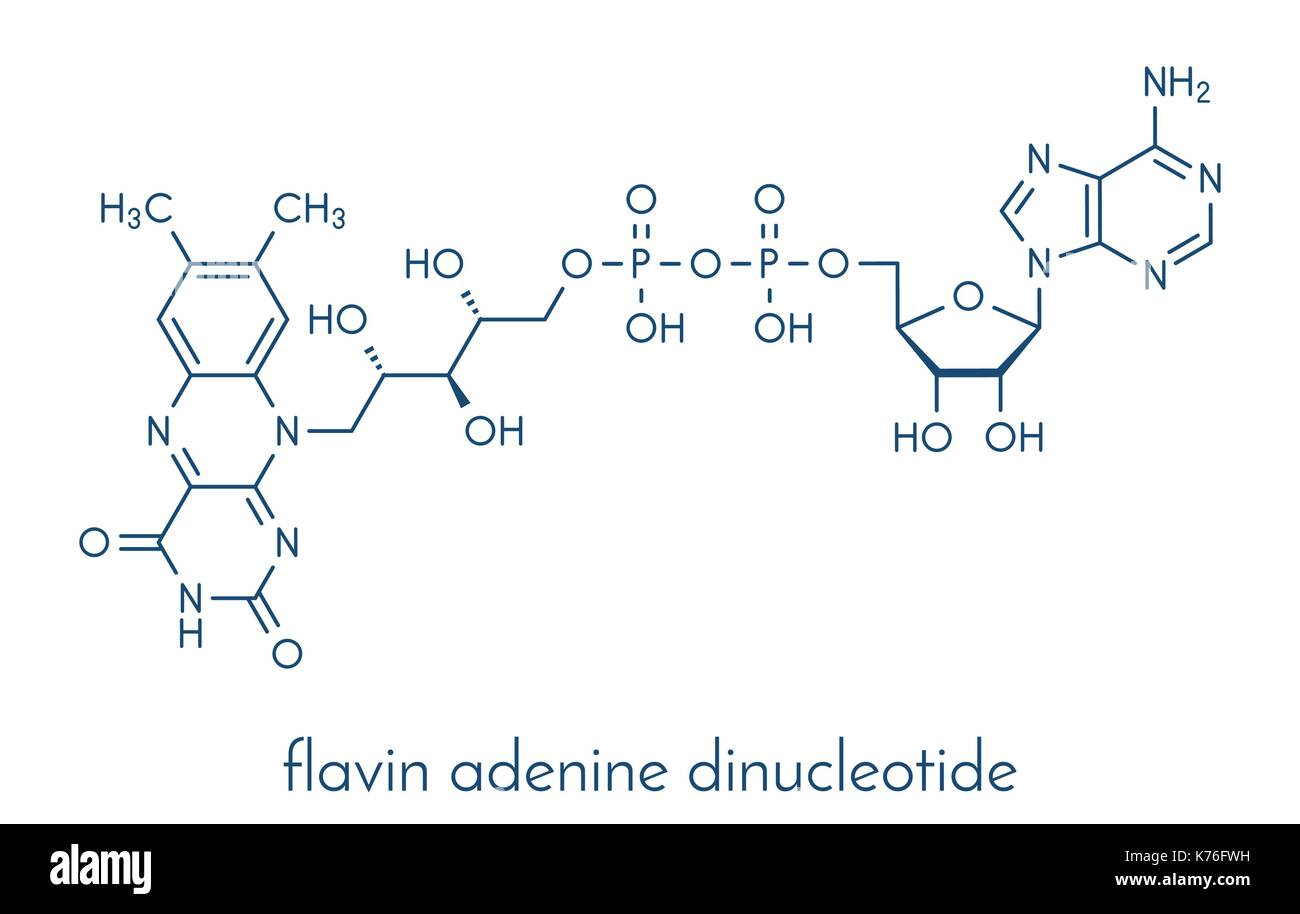 NH₂
N
N
H₃C
CH₃
O
O
N
N
HO
O
P
O
P
O
O
HO
OH
OH
N
N
OH
HO
OH
O
N
N
H
O
flavin adenine dinucleotide
alamy
Image ID: K76FWH
www.alamy.com